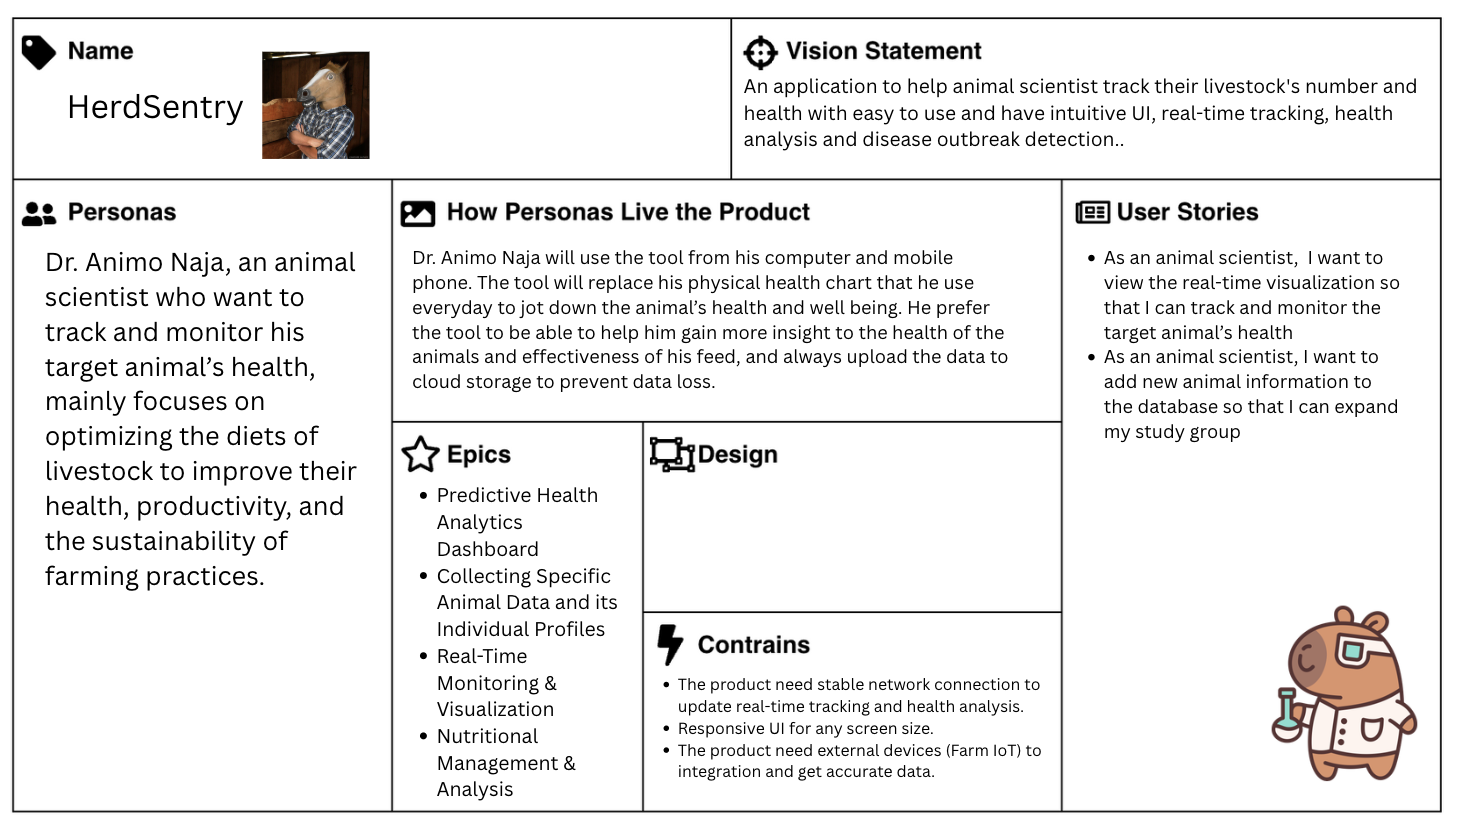 Name
HerdSentry
Vision Statement
An application to help animal scientist track their livestock's number and
health with easy to use and have intuitive UI, real-time tracking, health
analysis and disease outbreak detection..
Personas
Dr. Animo Naja, an animal
scientist who want to
track and monitor his
target animal’s health,
mainly focuses on
optimizing the diets of
livestock to improve their
health, productivity, and
the sustainability of
farming practices.
How Personas Live the Product
Dr. Animo Naja will use the tool from his computer and mobile
phone. The tool will replace his physical health chart that he use
everyday to jot down the animal’s health and well being. He prefer
the tool to be able to help him gain more insight to the health of the
animals and effectiveness of his feed, and always upload the data to
cloud storage to prevent data loss.
Epics
• Predictive Health
Analytics
Dashboard
• Collecting Specific
Animal Data and its
Individual Profiles
• Real-Time
Monitoring &
Visualization
• Nutritional
Management &
Analysis
Design
Contrains
• The product need stable network connection to
update real-time tracking and health analysis.
• Responsive UI for any screen size.
• The product need external devices (Farm IoT) to
integration and get accurate data.
User Stories
• As an animal scientist,  I want to
view the real-time visualization so
that I can track and monitor the
target animal’s health
• As an animal scientist, I want to
add new animal information to
the database so that I can expand
my study group